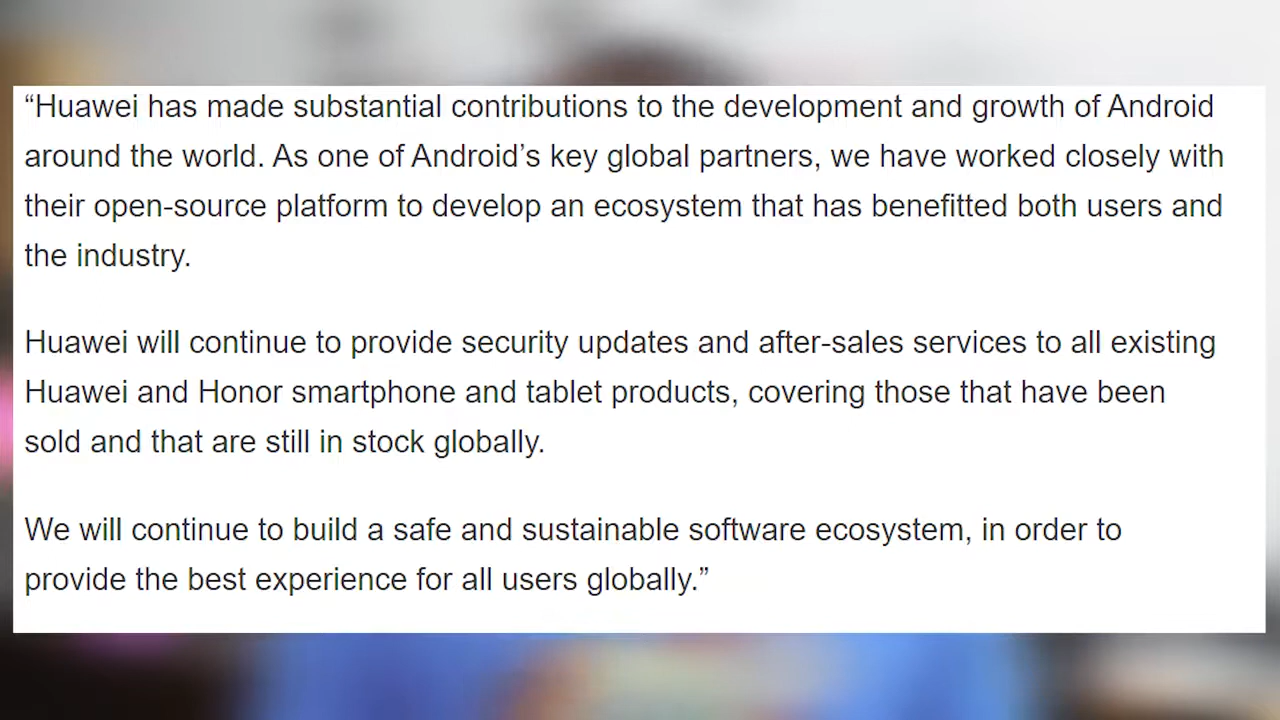 “Huawei has made substantial contributions to the development and growth of Android
around the world. As one of Android’s key global partners, we have worked closely with
their open-source platform to develop an ecosystem that has benefitted both users and
the industry.
Huawei will continue to provide security updates and after-sales services to all existing
Huawei and Honor smartphone and tablet products, covering those that have been
sold and that are still in stock globally.
We will continue to build a safe and sustainable software ecosystem, in order to
provide the best experience for all users globally.”